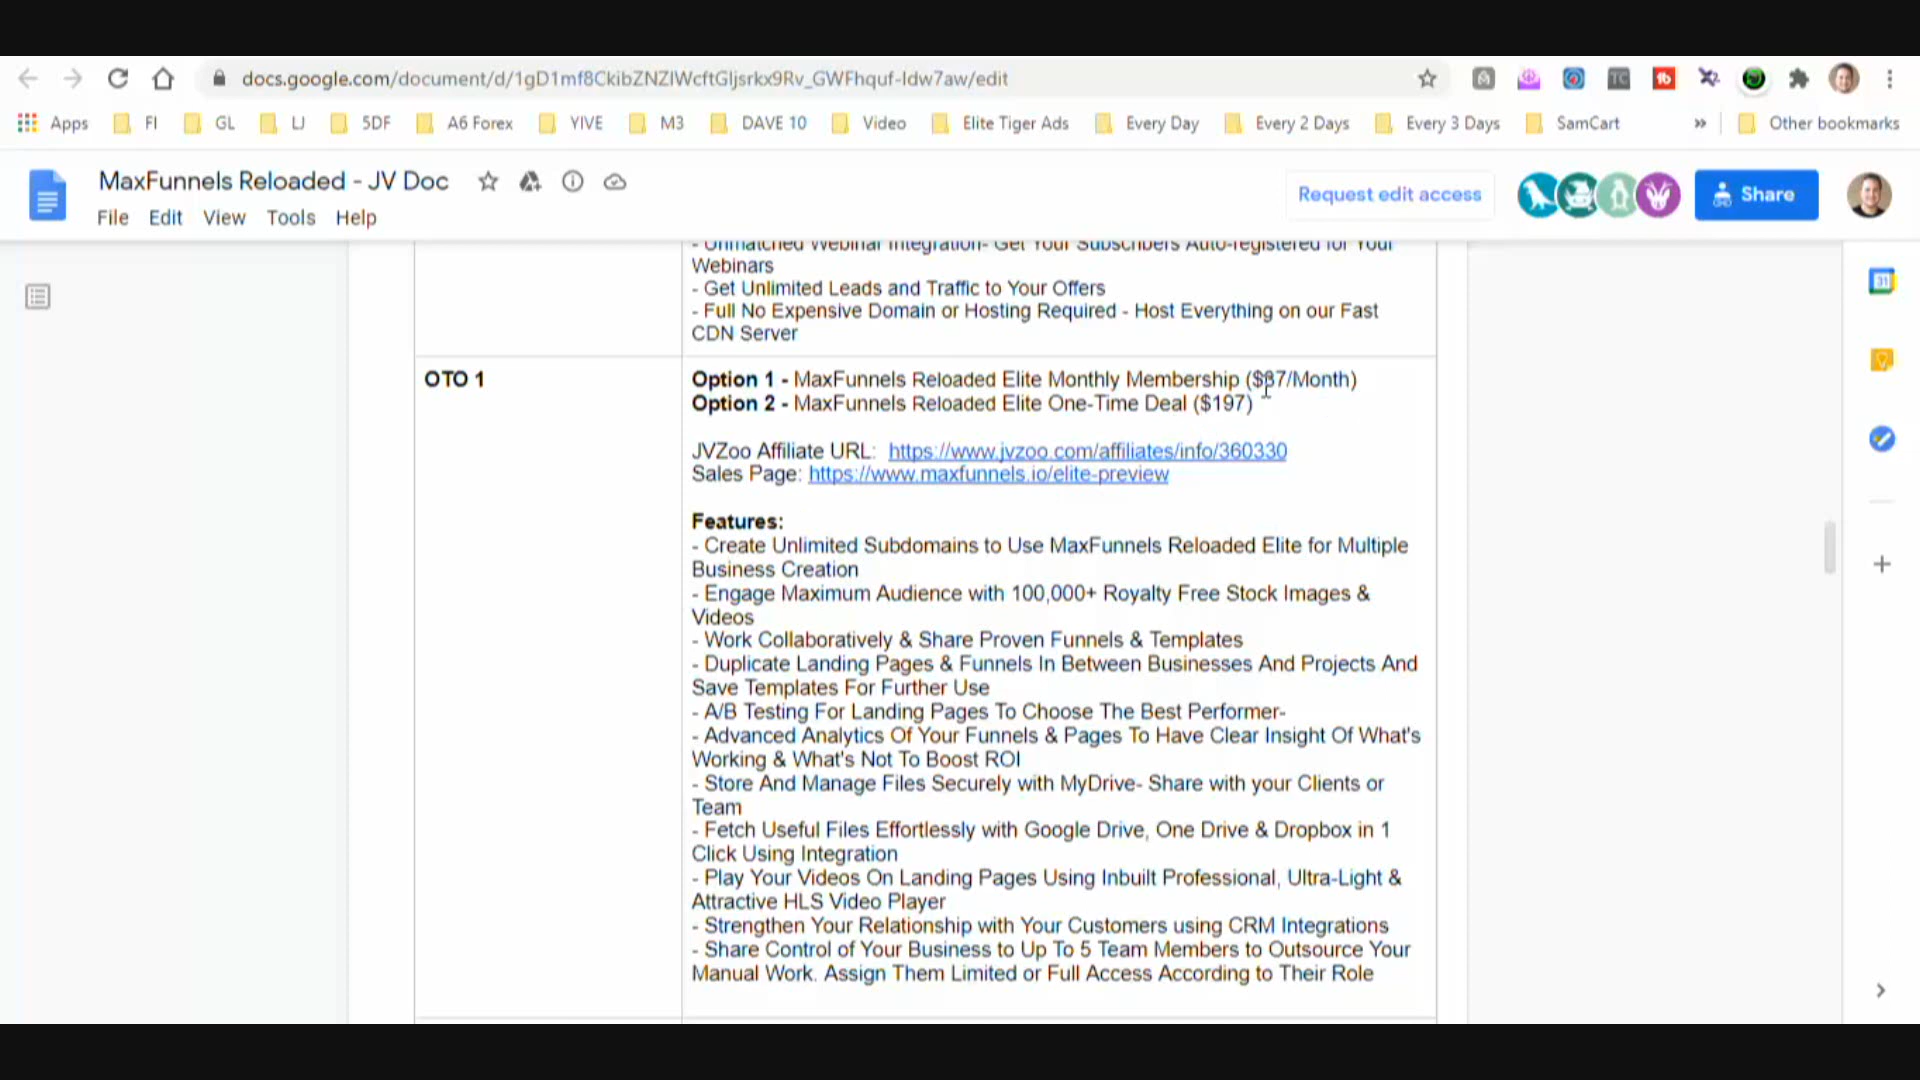 docs.google.com/document/d/1gD1mf8CkibZNZIWcftGljsrkx9Rv_GWFhquf-ldw7aw/edit
Apps FI GL LJ 5DF A6 Forex YIVE M3 DAVE 10 Video Elite Tiger Ads Every Day Every 2 Days Every 3 Days SamCart » Other bookmarks
MaxFunnels Reloaded - JV Doc
Request edit access
Share
File Edit View Tools Help
- Unmatched Webinar Integration- Get Your Subscribers Auto-registered for Your
Webinars
- Get Unlimited Leads and Traffic to Your Offers
- Full No Expensive Domain or Hosting Required - Host Everything on our Fast
CDN Server
OTO 1
Option 1 - MaxFunnels Reloaded Elite Monthly Membership ($37/Month)
Option 2 - MaxFunnels Reloaded Elite One-Time Deal ($197)
JVZoo Affiliate URL: https://www.jvzoo.com/affiliates/info/360330
Sales Page: https://www.maxfunnels.io/elite-preview
Features:
- Create Unlimited Subdomains to Use MaxFunnels Reloaded Elite for Multiple
Business Creation
- Engage Maximum Audience with 100,000+ Royalty Free Stock Images &
Videos
- Work Collaboratively & Share Proven Funnels & Templates
- Duplicate Landing Pages & Funnels In Between Businesses And Projects And
Save Templates For Further Use
- A/B Testing For Landing Pages To Choose The Best Performer-
- Advanced Analytics Of Your Funnels & Pages To Have Clear Insight Of What's
Working & What's Not To Boost ROI
- Store And Manage Files Securely with MyDrive- Share with your Clients or
Team
- Fetch Useful Files Effortlessly with Google Drive, One Drive & Dropbox in 1
Click Using Integration
- Play Your Videos On Landing Pages Using Inbuilt Professional, Ultra-Light &
Attractive HLS Video Player
- Strengthen Your Relationship with Your Customers using CRM Integrations
- Share Control of Your Business to Up To 5 Team Members to Outsource Your
Manual Work. Assign Them Limited or Full Access According to Their Role